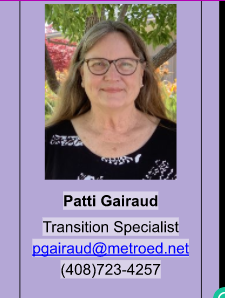 Patti Gairaud
Transition Specialist
pgairaud@metroed.net
(408)723-4257